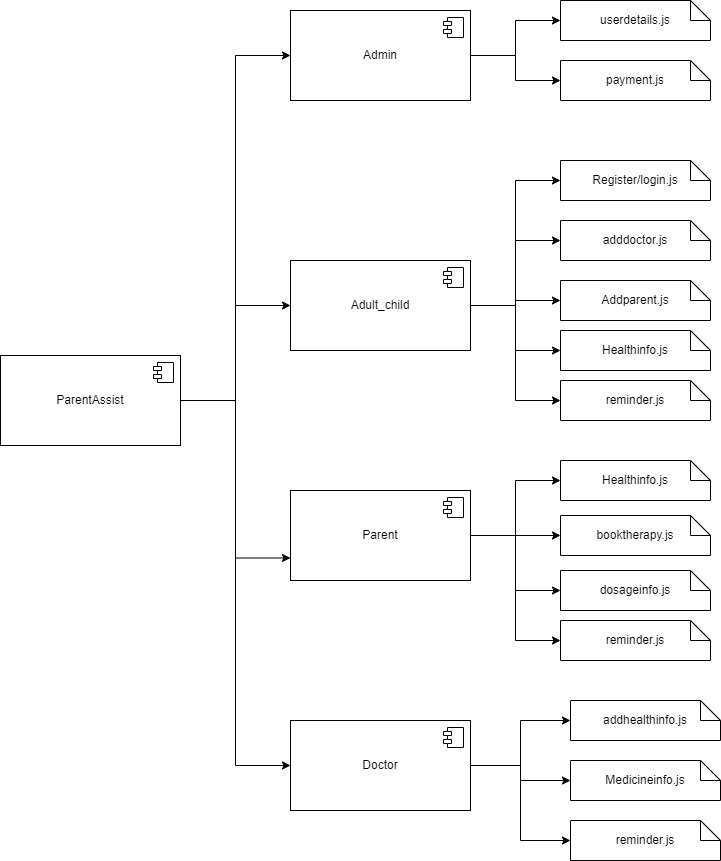 userdetails.js
Admin
payment.js
Register/login.js
adddoctor.js
Adult_child
Addparent.js
Healthinfo.js
ParentAssist
reminder.js
Healthinfo.js
Parent
booktherapy.js
dosageinfo.js
reminder.js
addhealthinfo.js
Doctor
Medicineinfo.js
reminder.js